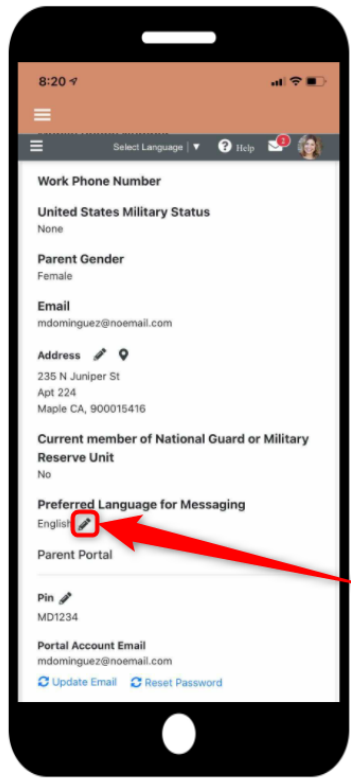 8:20
Select Language | ▼ Help 2
Work Phone Number
United States Military Status
None
Parent Gender
Female
Email
mdominguez@noemail.com
Address
235 N Juniper St
Apt 224
Maple CA, 900015416
Current member of National Guard or Military
Reserve Unit
No
Preferred Language for Messaging
English
Parent Portal
Pin
MD1234
Portal Account Email
mdominguez@noemail.com
Update Email Reset Password